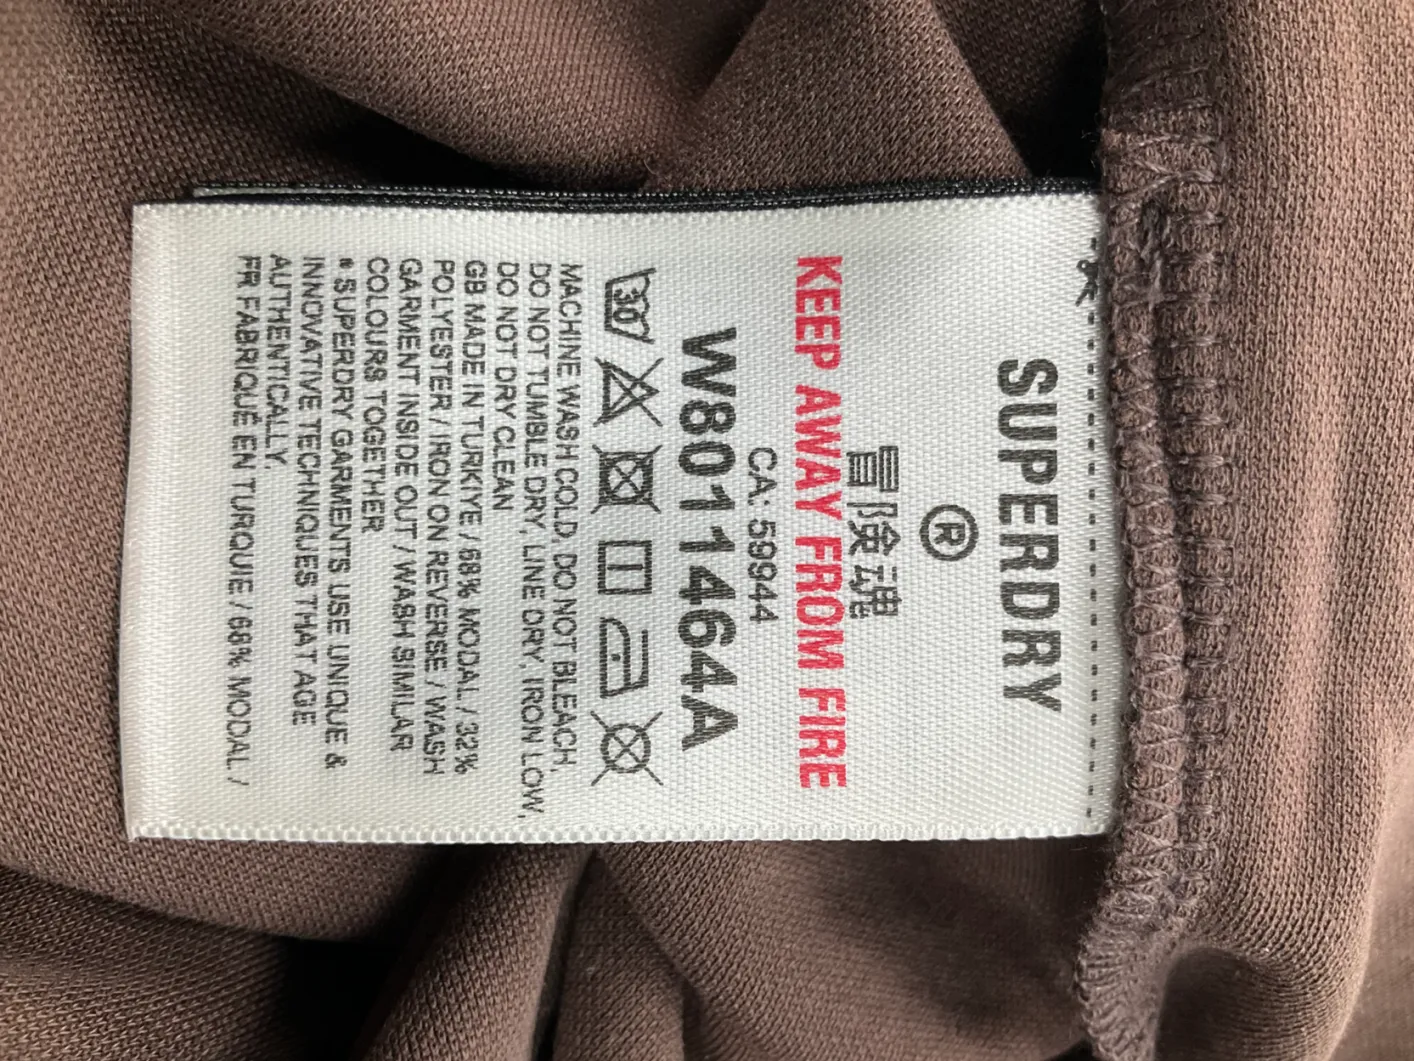 SUPERDRY
®
冒険魂
KEEP AWAY FROM FIRE
CA: 59944
W8011464A
30
MACHINE WASH COLD, DO NOT BLEACH,
DO NOT TUMBLE DRY, LINE DRY, IRON LOW,
DO NOT DRY CLEAN
GB MADE IN TURKIYE / 68% MODAL / 32%
POLYESTER / IRON ON REVERSE / WASH
GARMENT INSIDE OUT / WASH SIMILAR
COLOURS TOGETHER
* SUPERDRY GARMENTS USE UNIQUE &
INNOVATIVE TECHNIQUES THAT AGE
AUTHENTICALLY.
FR FABRIQUÉ EN TURQUIE / 68% MODAL /